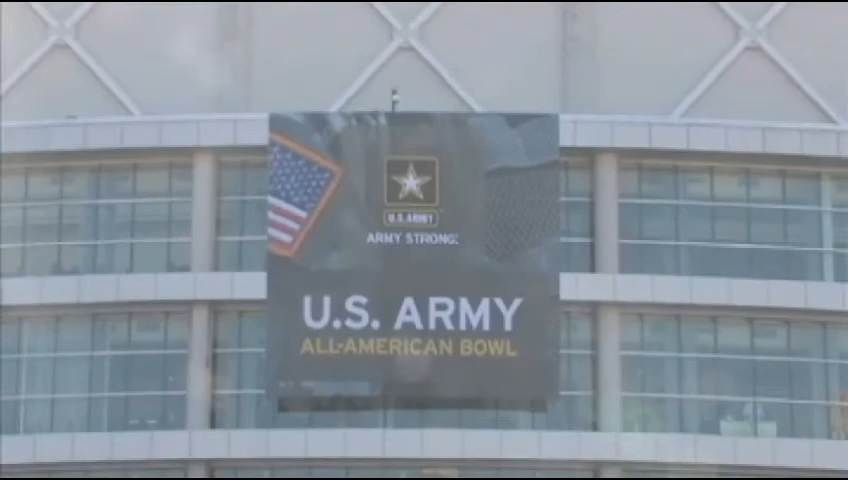 U.S.ARMY
ARMY STRONG:
U.S. ARMY
ALL-AMERICAN BOWL